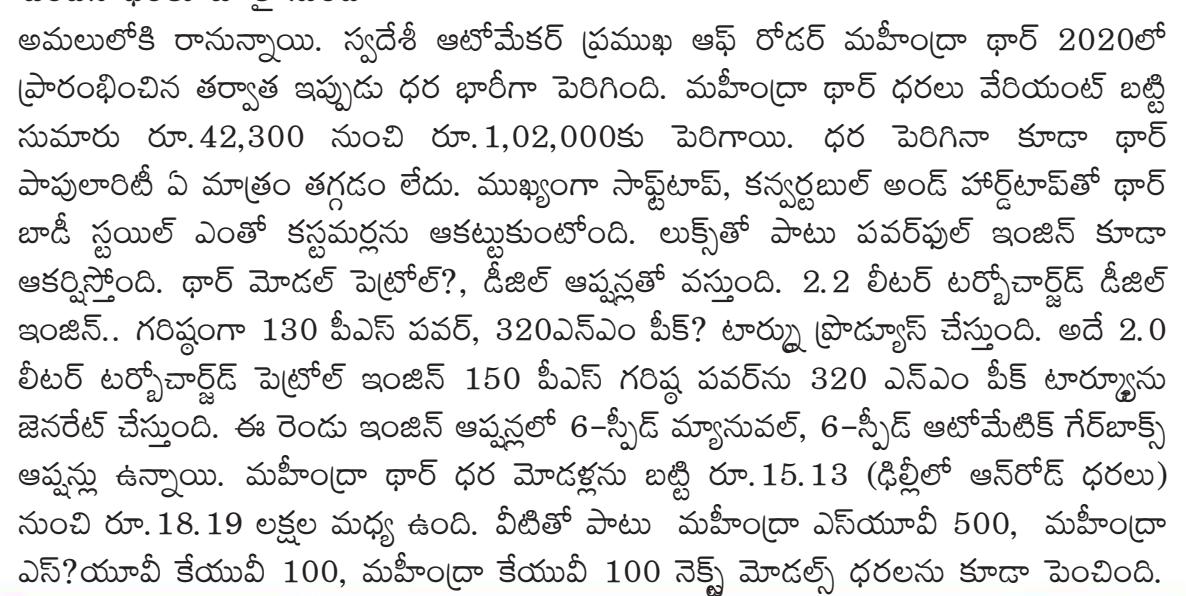 అమలులోకి రానున్నాయి. స్వదేశీ ఆటోమేకర్ ప్రముఖ ఆఫ్ రోడర్ మహీంద్రా థార్ 2020లో
ప్రారంభించిన తర్వాత ఇప్పుడు ధర భారీగా పెరిగింది. మహీంద్రా థార్ ధరలు వేరియంట్ బట్టి
సుమారు రూ.42,300 నుంచి రూ.1,02,000కు పెరిగాయి. ధర పెరిగినా కూడా థార్
పాపులారిటీ ఏ మాత్రం తగ్గడం లేదు. ముఖ్యంగా సాఫ్ట్‌టాప్, కన్వర్టబుల్ అండ్ హార్డ్‌టాప్‌తో థార్
బాడీ స్టయిల్ ఎంతో కస్టమర్లను ఆకట్టుకుంటోంది. లుక్స్‌తో పాటు పవర్‌ఫుల్ ఇంజిన్ కూడా
ఆకర్షిస్తోంది. థార్ మోడల్ పెట్రోల్?, డీజిల్ ఆప్షన్లతో వస్తుంది. 2.2 లీటర్ టర్బోచార్జ్‌డ్ డీజిల్
ఇంజిన్.. గరిష్ఠంగా 130 పీఎస్ పవర్, 320ఎన్ఎం పీక్? టార్క్ను ప్రొడ్యూస్ చేస్తుంది. అదే 2.0
లీటర్ టర్బోచార్జ్‌డ్ పెట్రోల్ ఇంజిన్ 150 పీఎస్ గరిష్ఠ పవర్‌ను 320 ఎన్ఎం పీక్ టార్క్యూను
జెనరేట్ చేస్తుంది. ఈ రెండు ఇంజిన్ ఆప్షన్లలో 6-స్పీడ్ మ్యానువల్, 6-స్పీడ్ ఆటోమేటిక్ గేర్‌బాక్స్
ఆప్షన్లు ఉన్నాయి. మహీంద్రా థార్ ధర మోడళ్లను బట్టి రూ.15.13 (ఢిల్లీలో ఆన్‌రోడ్ ధరలు)
నుంచి రూ.18.19 లక్షల మధ్య ఉంది. వీటితో పాటు మహీంద్రా ఎస్‌యూవీ 500, మహీంద్రా
ఎస్?యూవీ కేయువీ 100, మహీంద్రా కేయువీ 100 నెక్ట్స్ మోడల్స్ ధరలను కూడా పెంచింది.